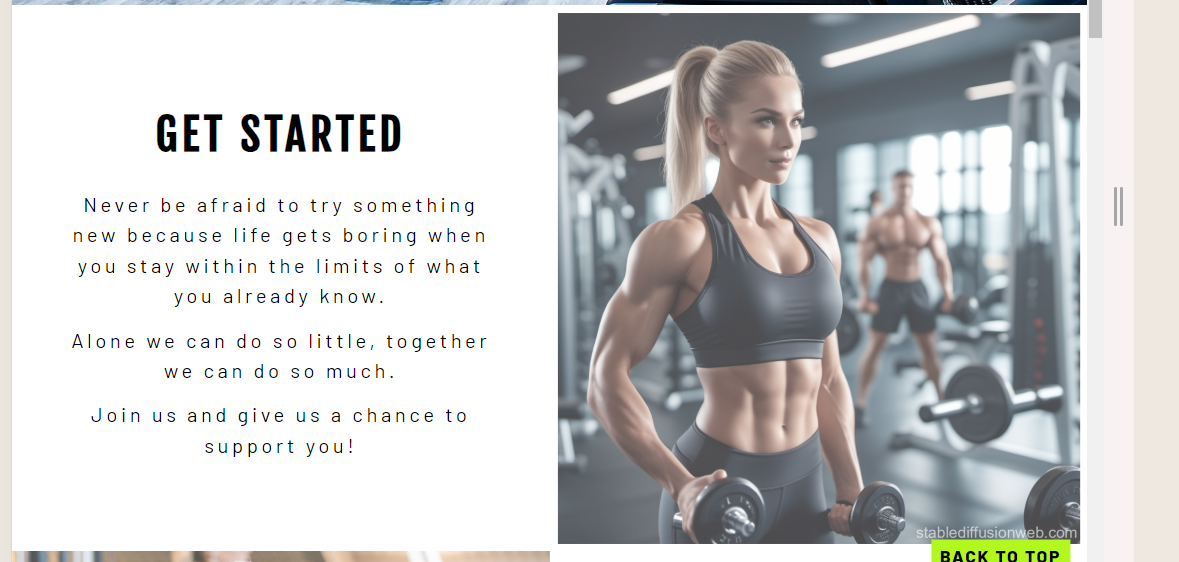 GET STARTED
Never be afraid to try something
new because life gets boring when
you stay within the limits of what
you already know.
Alone we can do so little, together
we can do so much.
Join us and give us a chance to
support you!
stablediffusionweb.com
BACK TO TOP